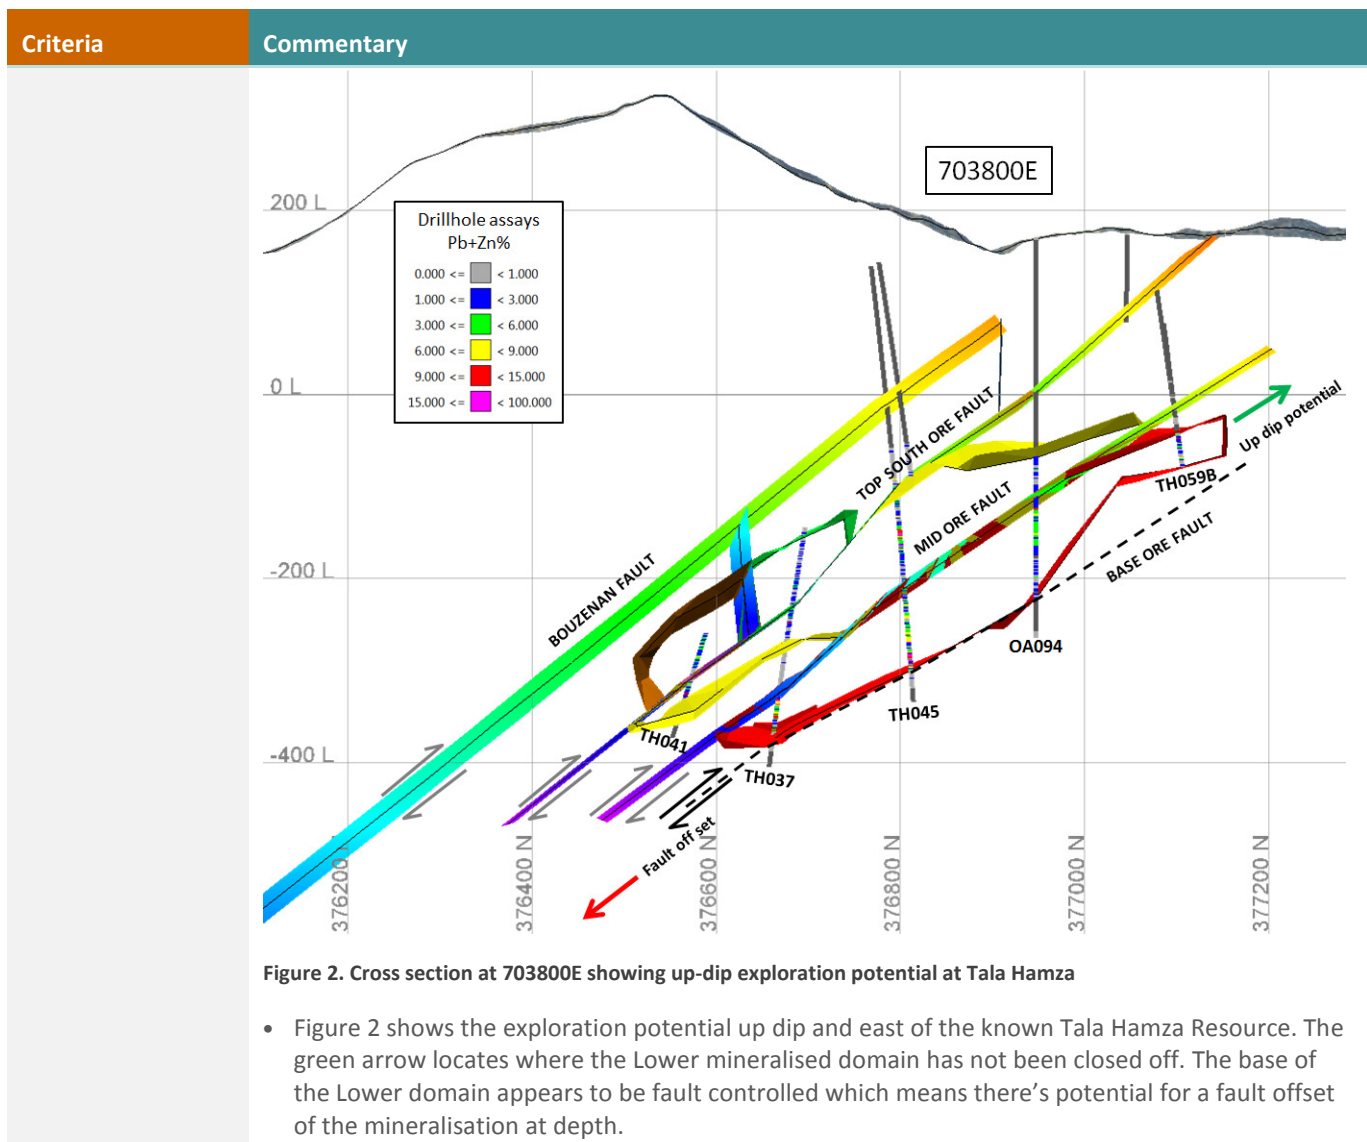 Criteria
Commentary
703800E
200 L
0 L
-200 L
-400 L
Drillhole assays
Pb+Zn%
0.000 <= < 1.000
1.000 <= < 3.000
3.000 <= < 6.000
6.000 <= < 9.000
9.000 <= < 15.000
15.000 <= < 100.000
BOUZENAN FAULT
TOP SOUTH ORE FAULT
MID ORE FAULT
BASE ORE FAULT
Up dip potential
TH059B
OA094
TH045
TH041
TH037
Fault off set
376200 N
376400 N
376600 N
376800 N
377000 N
377200 N
Figure 2. Cross section at 703800E showing up-dip exploration potential at Tala Hamza
• Figure 2 shows the exploration potential up dip and east of the known Tala Hamza Resource. The
green arrow locates where the Lower mineralised domain has not been closed off. The base of
the Lower domain appears to be fault controlled which means there’s potential for a fault offset
of the mineralisation at depth.